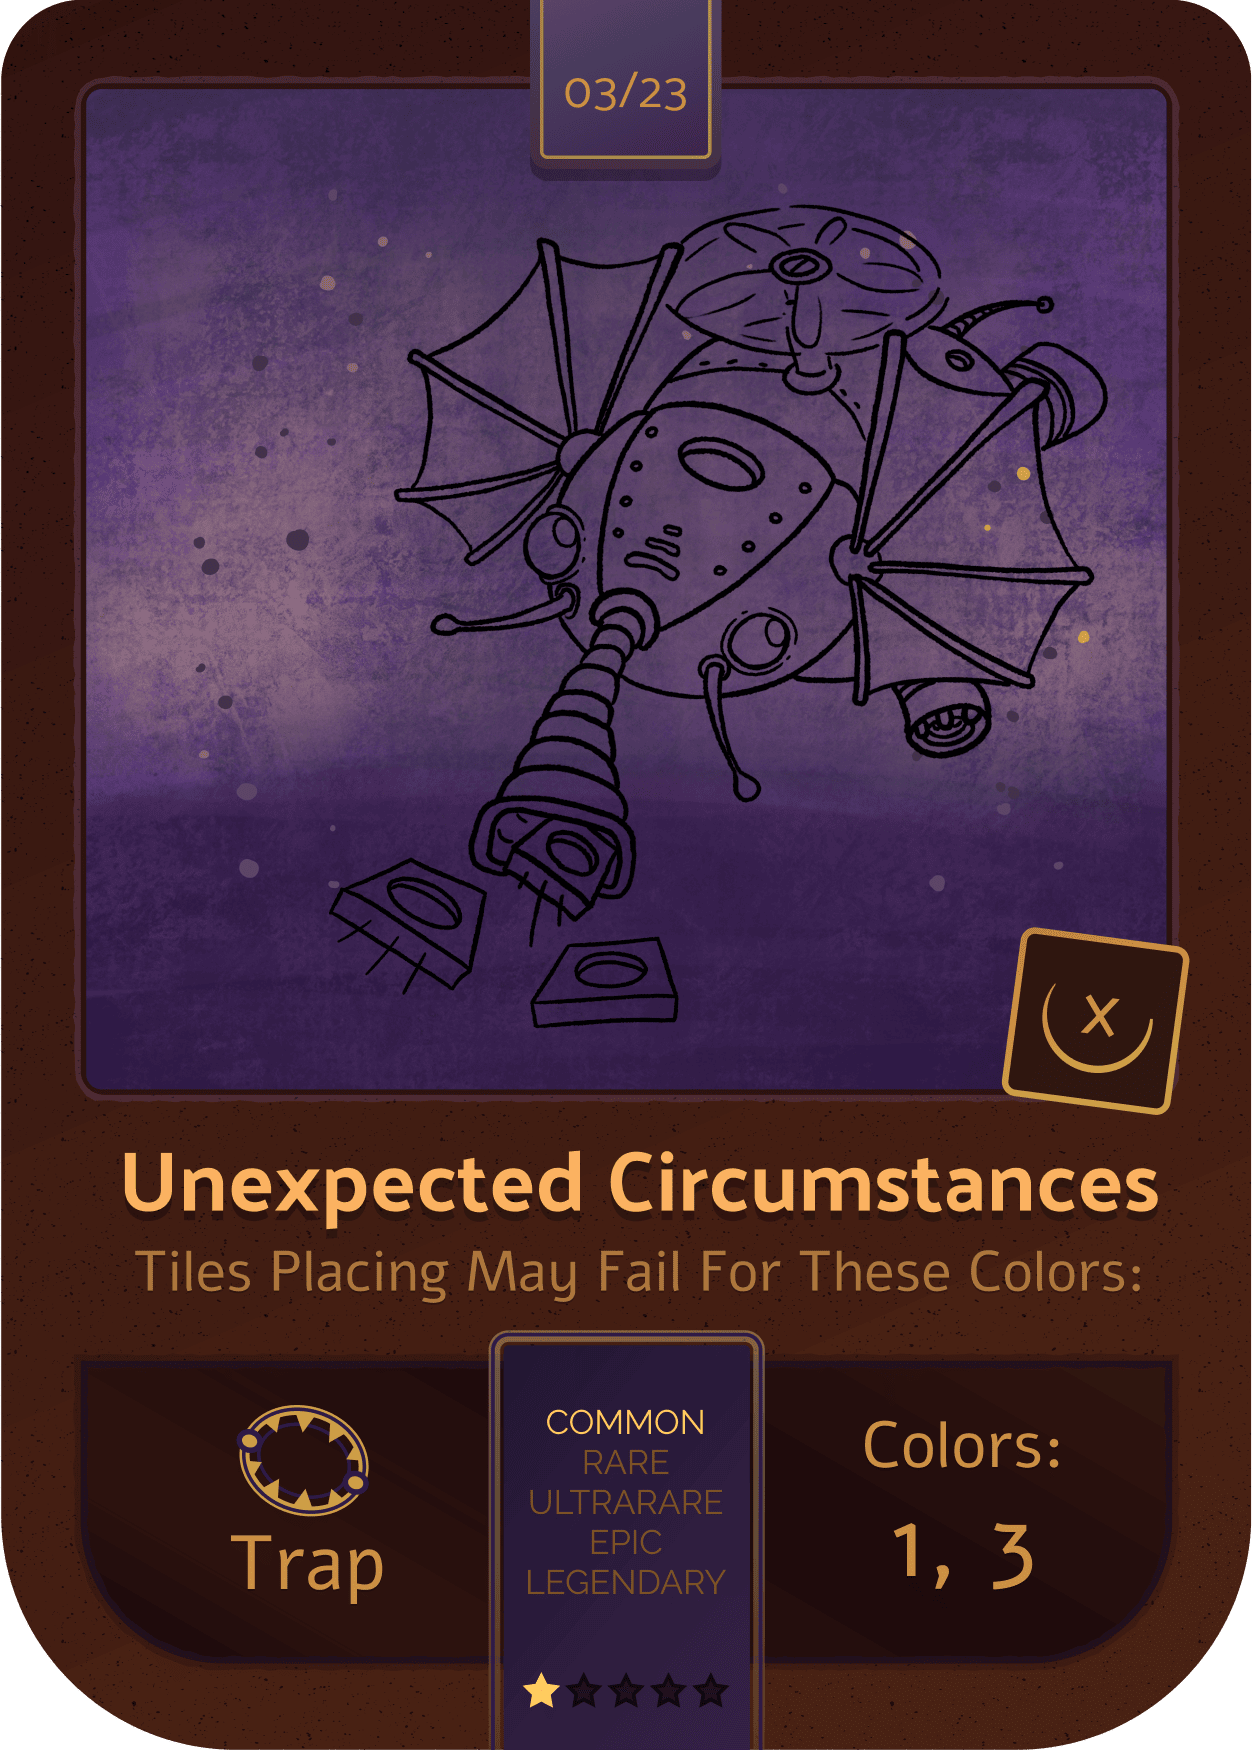 03/23
X
Unexpected Circumstances
Tiles Placing May Fail For These Colors:
Trap
COMMON
RARE
ULTRARARE
EPIC
LEGENDARY
Colors:
1, 3